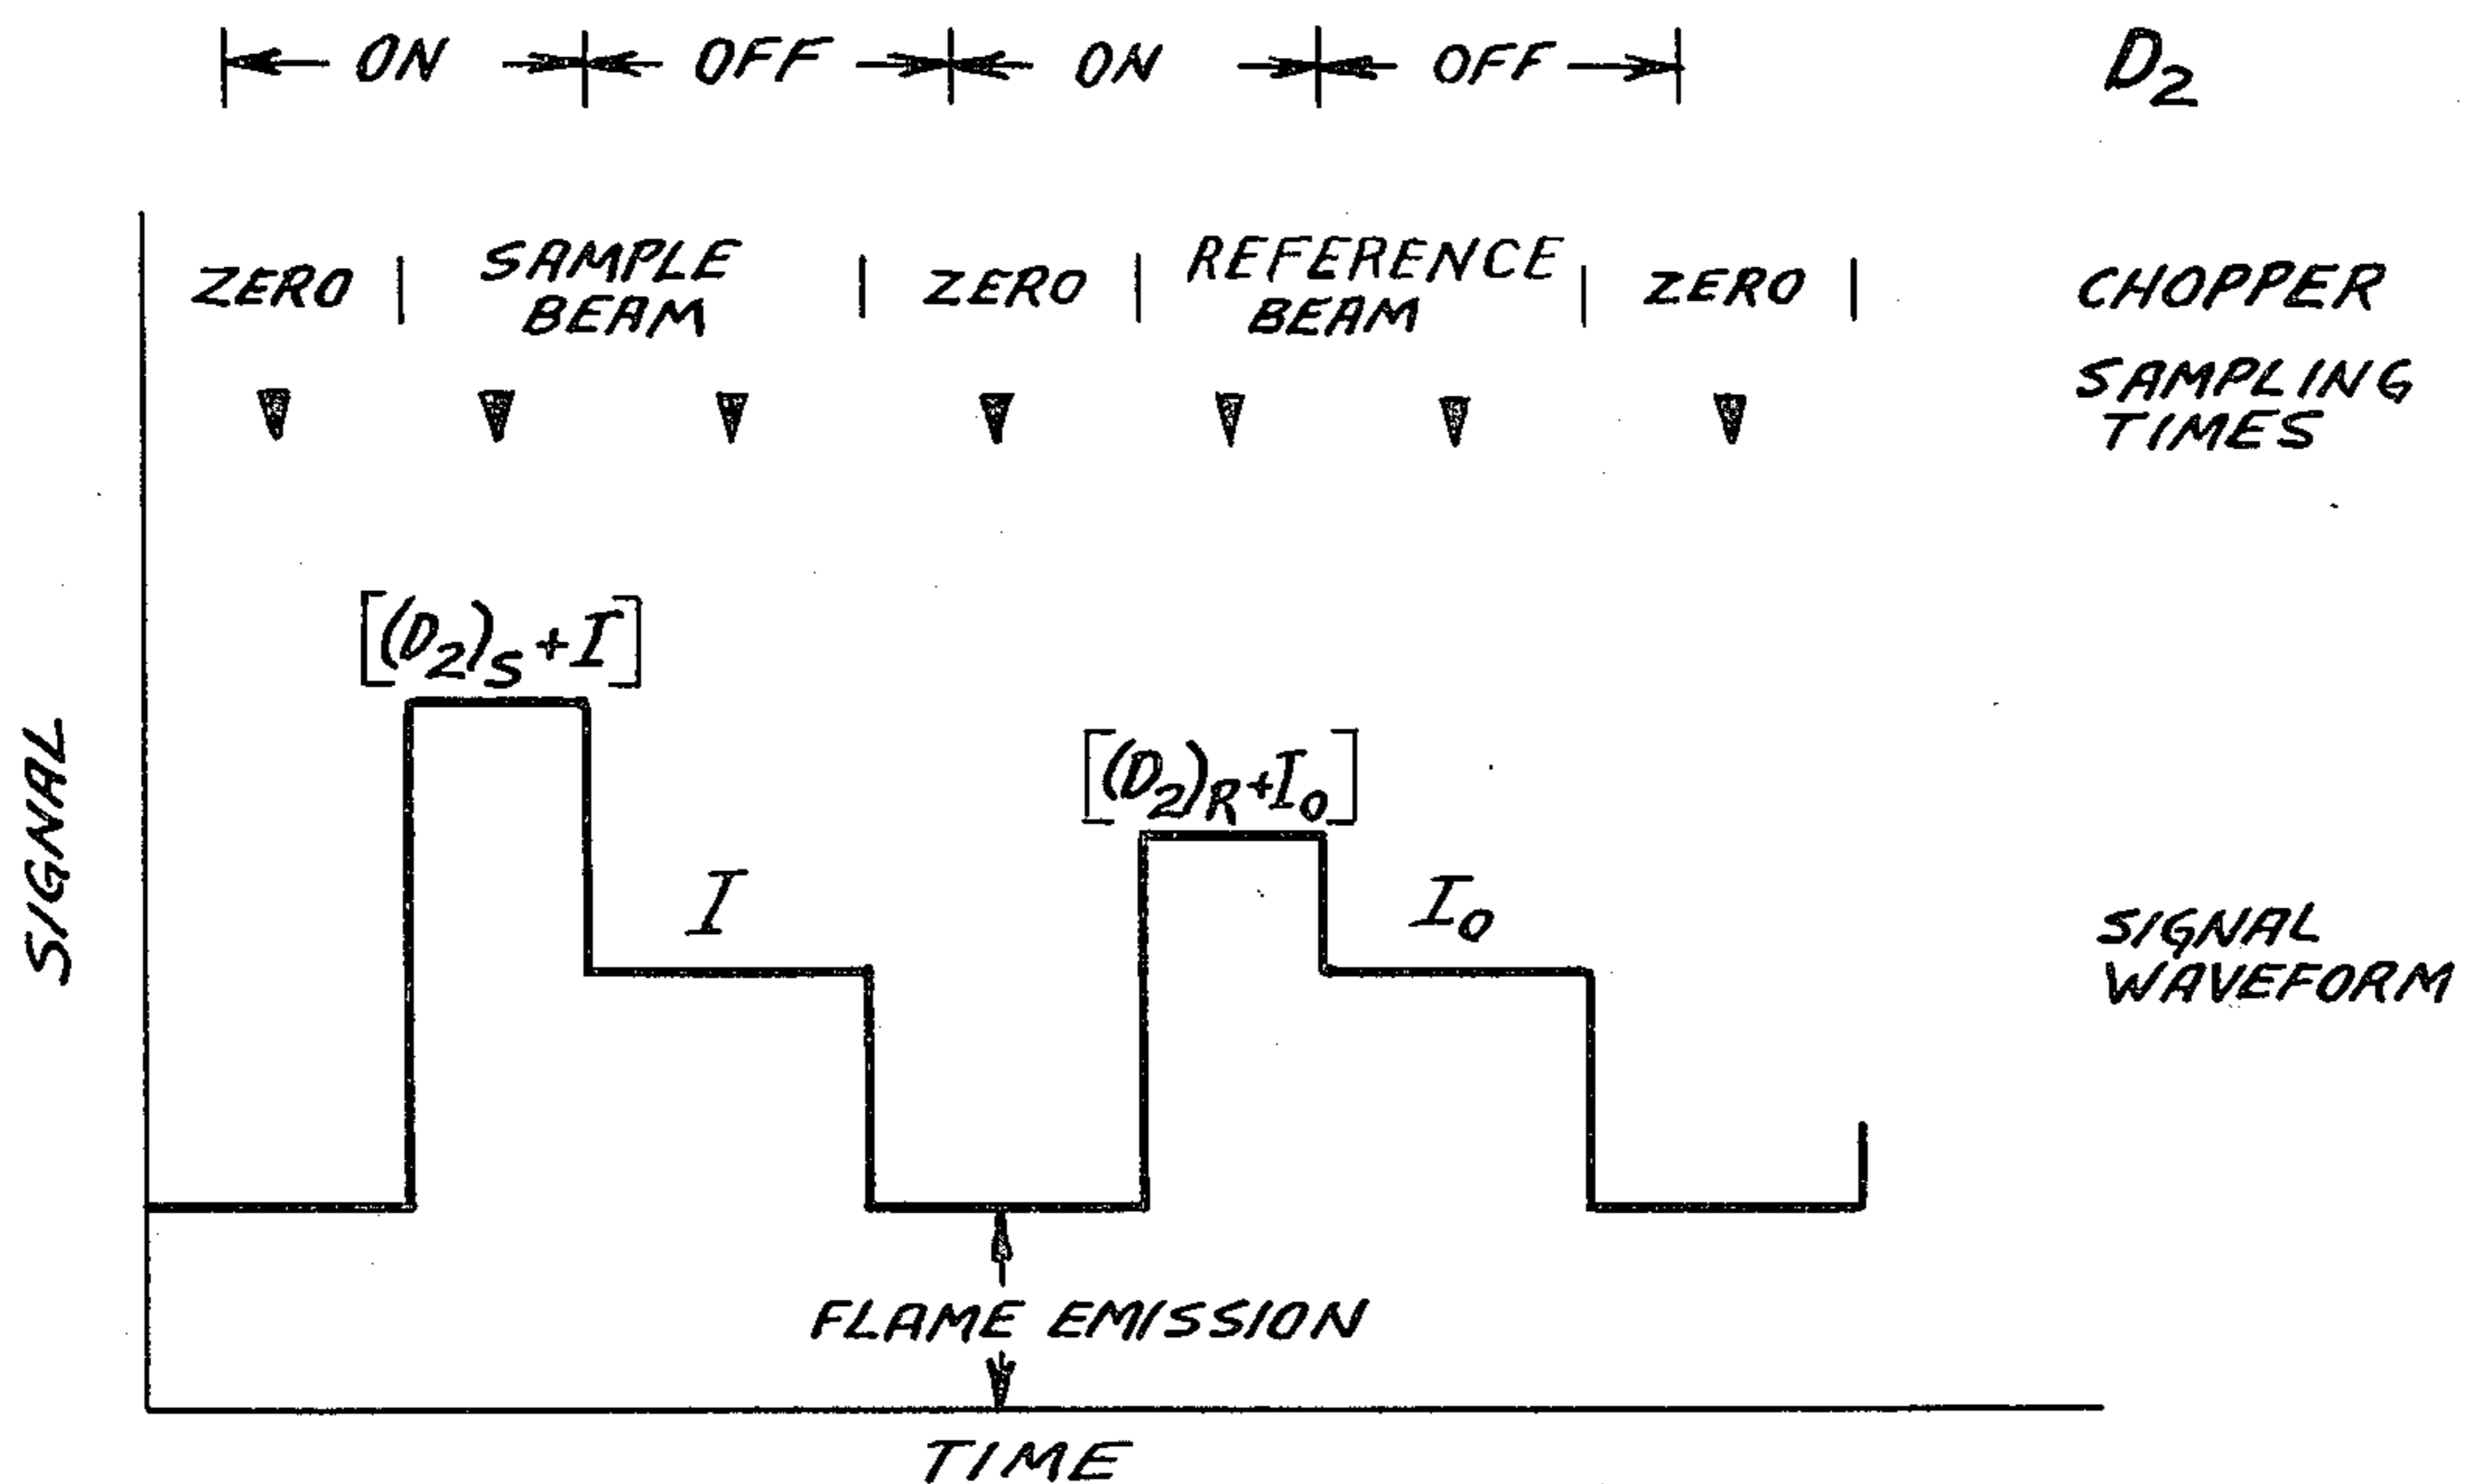 ON OFF ON OFF D2
ZERO SAMPLE BEAM ZERO REFERENCE BEAM ZERO CHOPPER
SAMPLING
TIMES
[(D2)S+I]
[(D2)R+I0]
I
I0
SIGNAL
SIGNAL
WAVEFORM
FLAME EMISSION
TIME